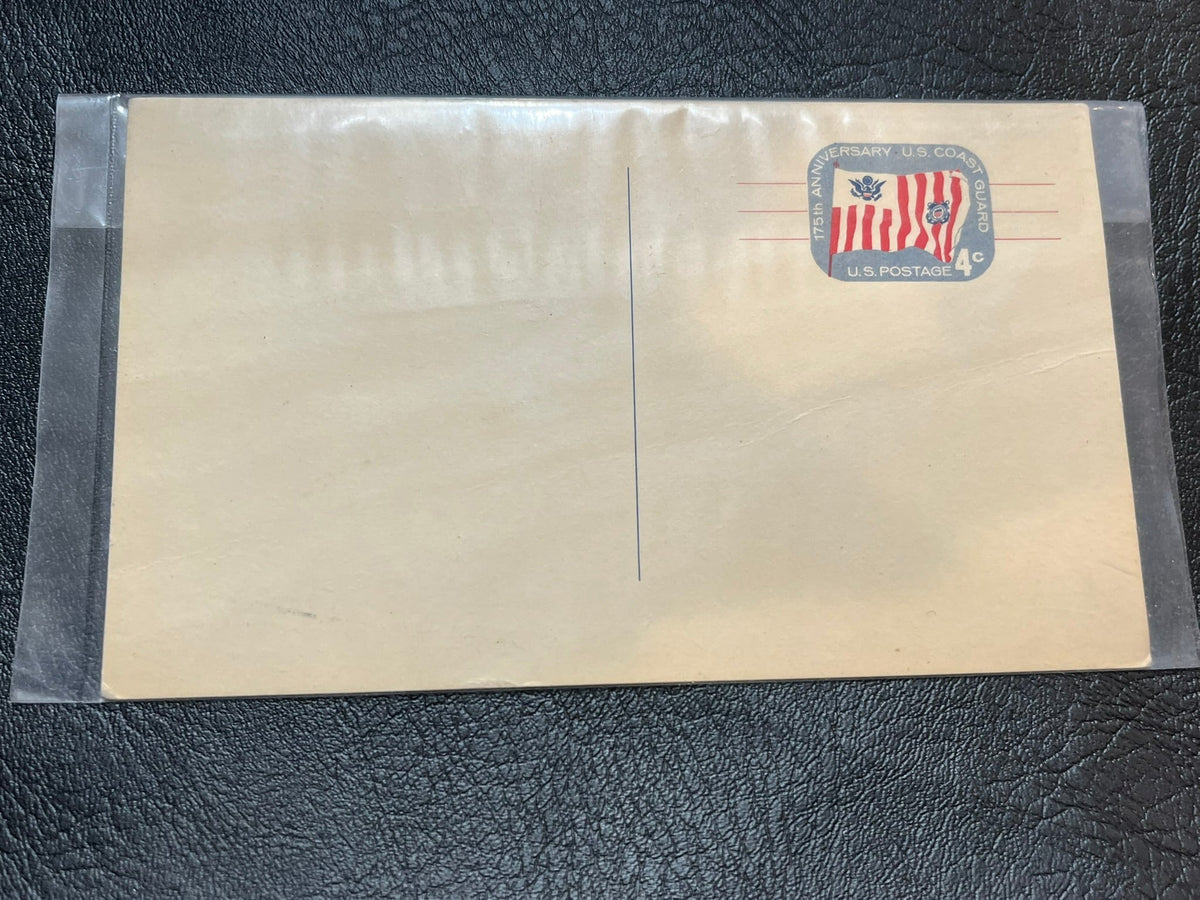 175th ANNIVERSARY · U.S. COAST GUARD
U.S. POSTAGE 4c